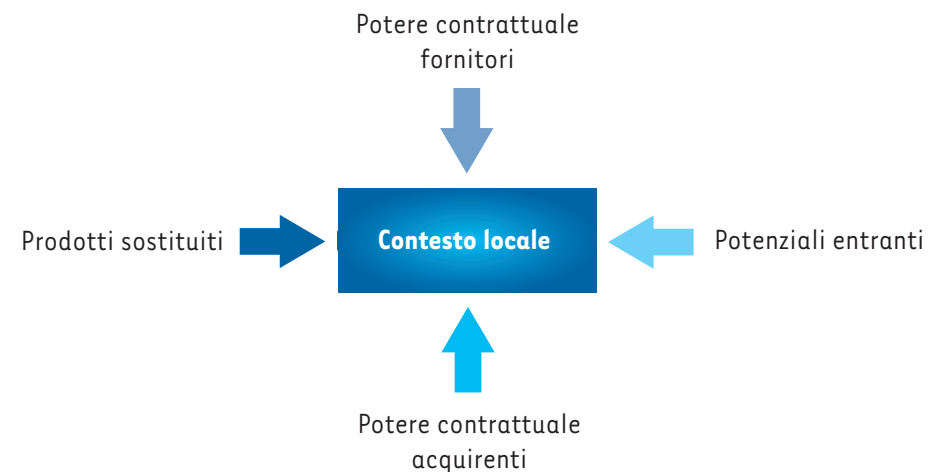 Potere contrattuale
fornitori
Prodotti sostituiti
Contesto locale
Potenziali entranti
Potere contrattuale
acquirenti